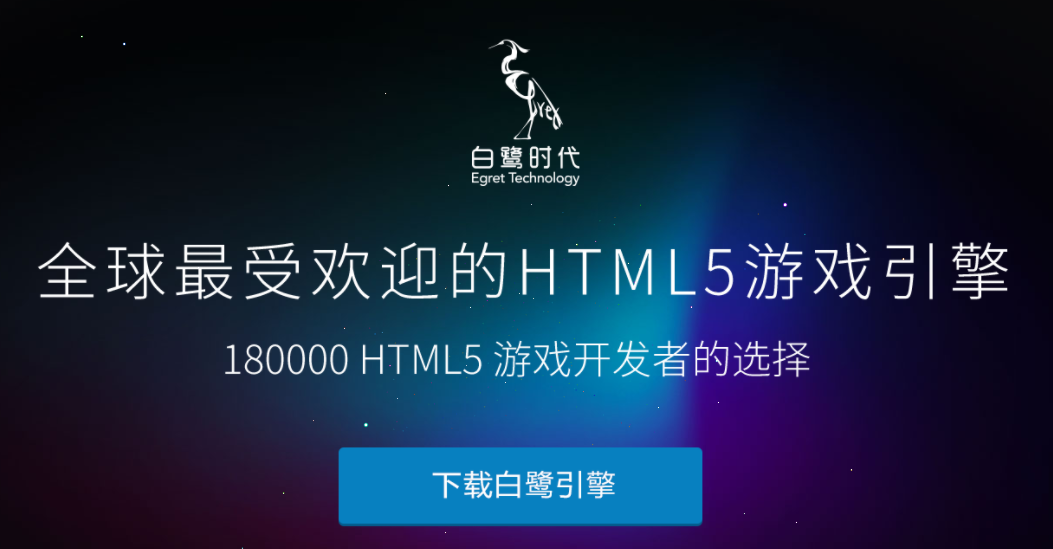 Egret
白鹭时代
Egret Technology
全球最受欢迎的HTML5游戏引擎
180000 HTML5 游戏开发者的选择
下载白鹭引擎